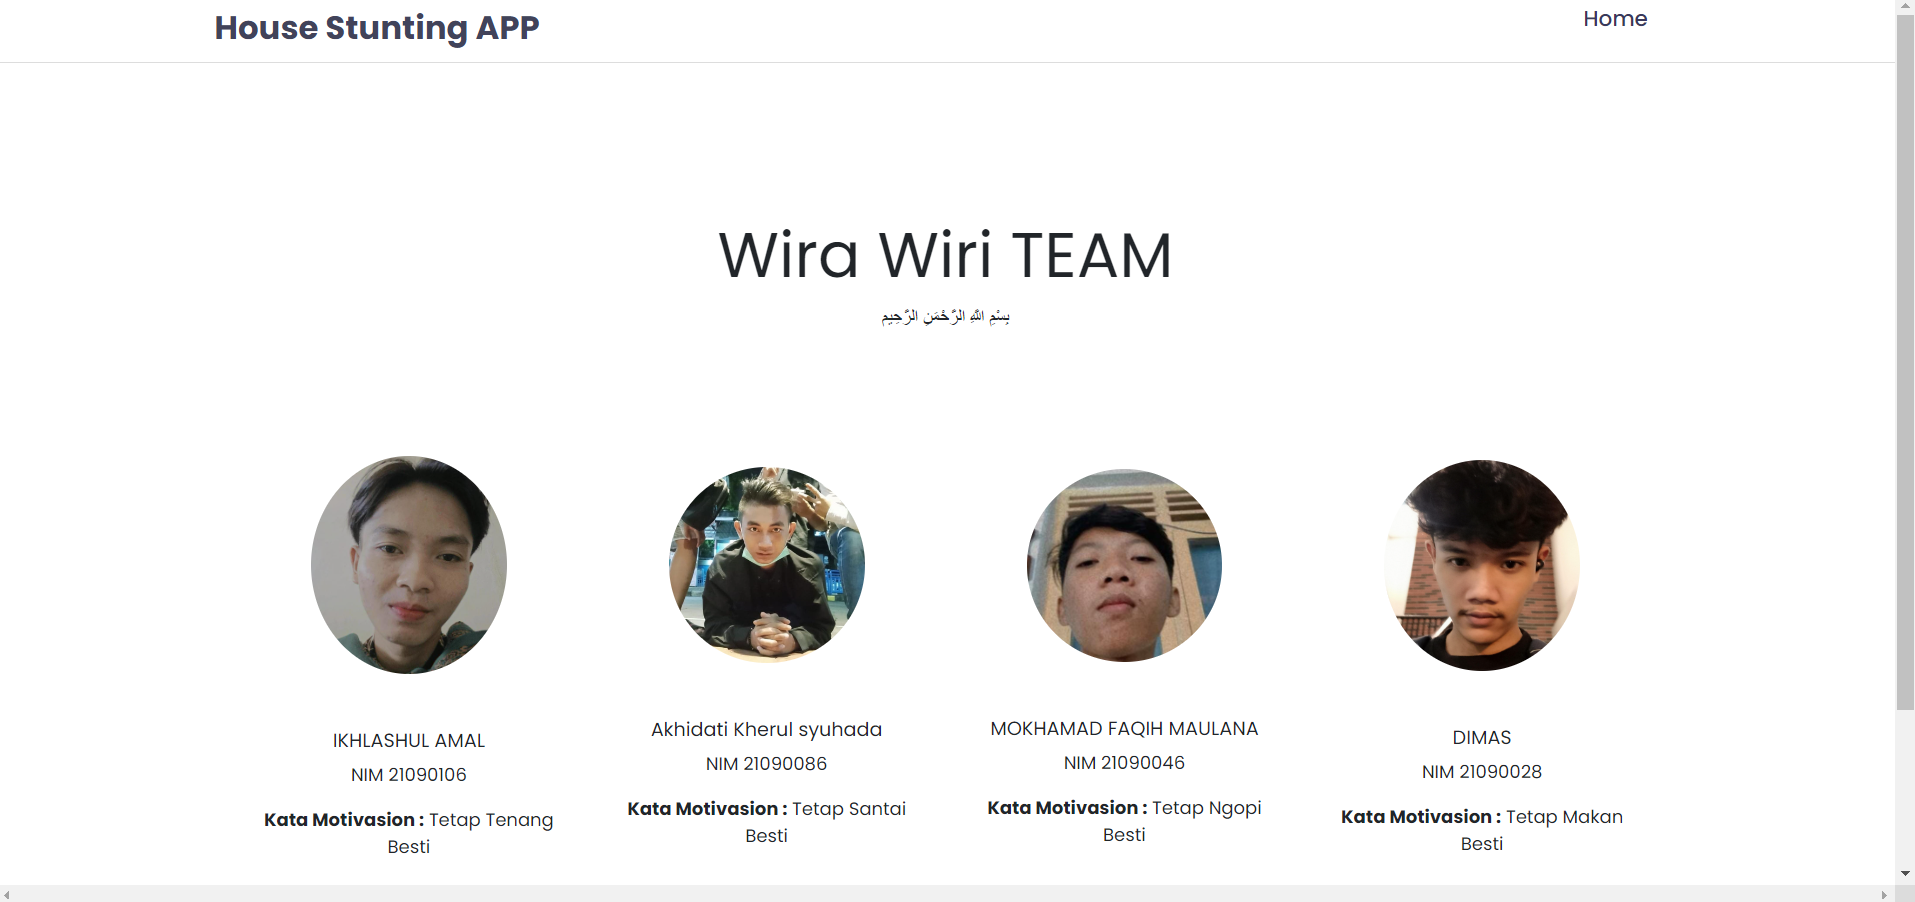 House Stunting APP
Home
Wira Wiri TEAM
بِسْمِ اللَّهِ الرَّحْمَنِ الرَّحِيم
IKHLASHUL AMAL
NIM 21090106
Kata Motivasion : Tetap Tenang
Besti
Akhidati Kherul syuhada
NIM 21090086
Kata Motivasion : Tetap Santai
Besti
MOKHAMAD FAQIH MAULANA
NIM 21090046
Kata Motivasion : Tetap Ngopi
Besti
DIMAS
NIM 21090028
Kata Motivasion : Tetap Makan
Besti